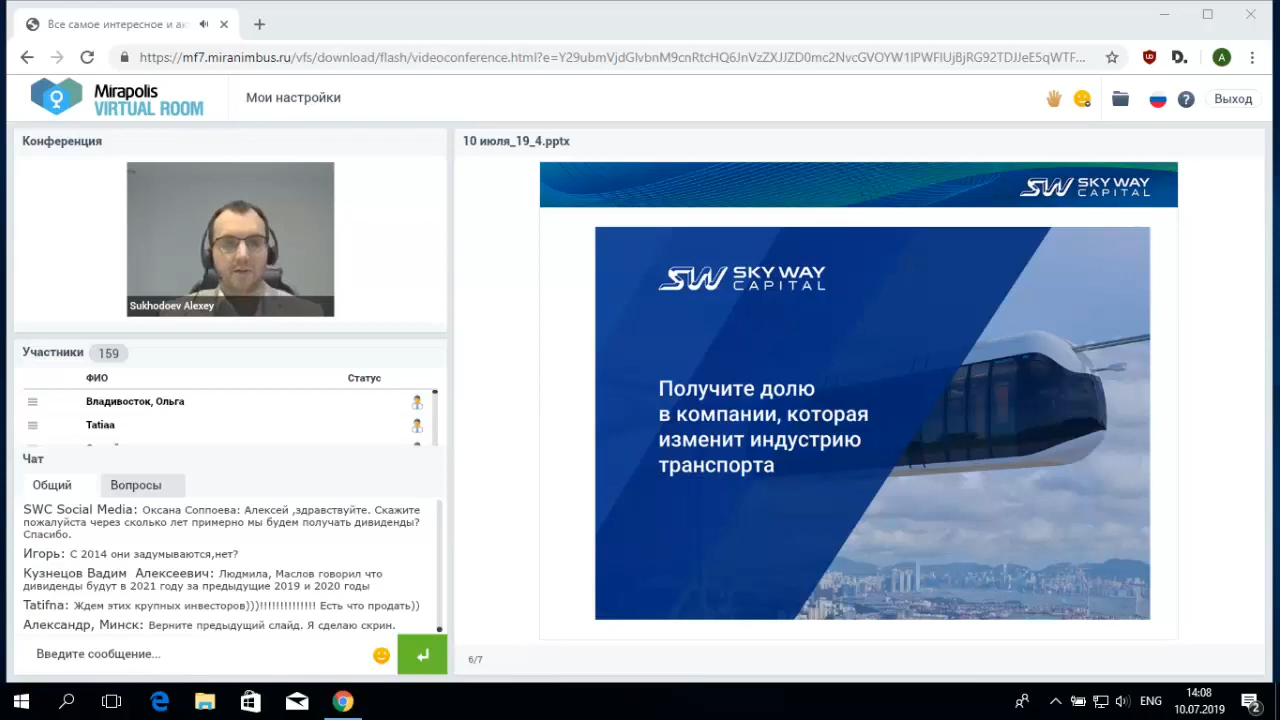 Все самое интересное и ак
https://mf7.miranimbus.ru/vfs/download/flash/videoconference.html?e=
Mirapolis
VIRTUAL ROOM
Мои настройки
Выход
Конференция
Sukhodoev Alexey
Участники 159
ФИО Статус
Владивосток, Ольга
Tatiaa
Чат
Общий Вопросы
SWC Social Media: Оксана Соппоева: Алексей ,здравствуйте. Скажите
пожалуйста через сколько лет примерно мы будем получать дивиденды?
Спасибо.
Игорь: С 2014 они задумываются,нет?
Кузнецов Вадим Алексеевич: Людмила, Маслов говорил что
дивиденды будут в 2021 году за предыдущие 2019 и 2020 годы
Tatifna: Ждем этих крупных инвесторов)))!!!!!!!!!!!!!! Есть что продать))
Александр, Минск: Верните предыдущий слайд. Я сделаю скрин.
Введите сообщение...
10 июля_19_4.pptx
SW SKY WAY
CAPITAL
SW SKY WAY
CAPITAL
Получите долю
в компании, которая
изменит индустрию
транспорта
6/7
ENG
14:08
10.07.2019
2